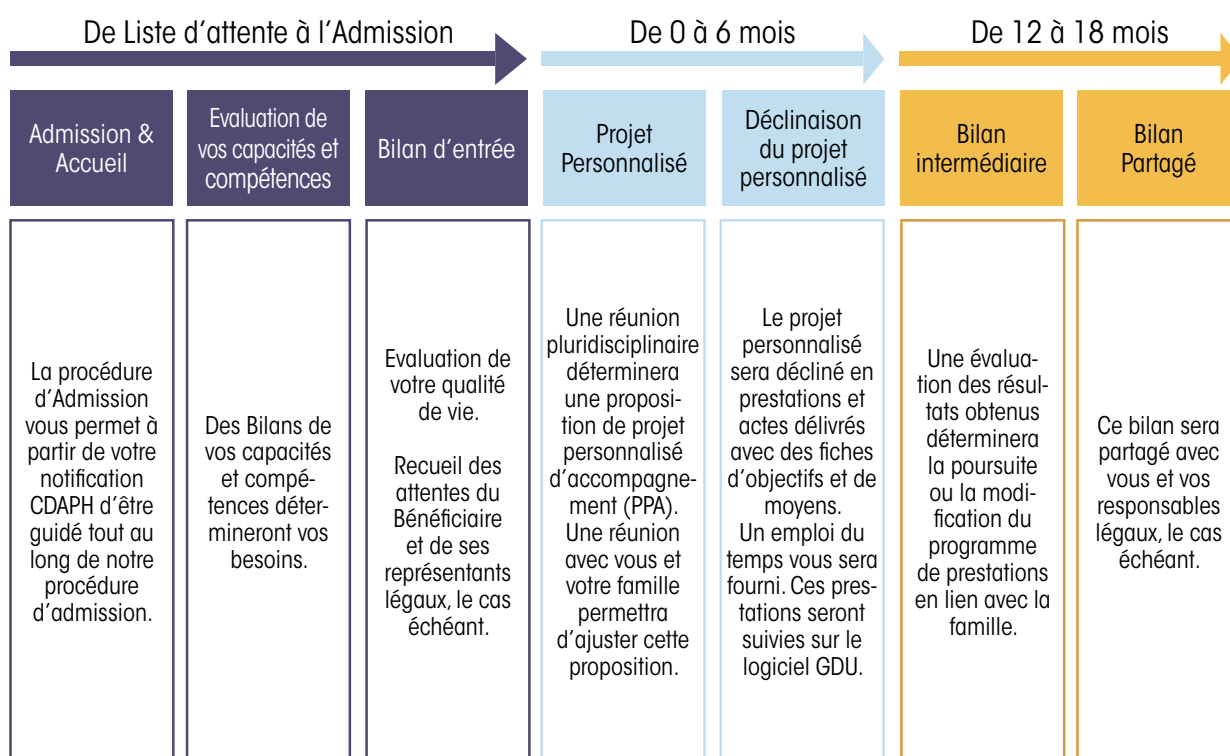 De Liste d’attente à l’Admission
De 0 à 6 mois
De 12 à 18 mois
Admission &
Accueil
Evaluation de
vos capacités et
compétences
Bilan d’entrée
Projet
Personnalisé
Déclinaison
du projet
personnalisé
Bilan
intermédiaire
Bilan
Partagé
La procédure
d’Admission
vous permet à
partir de votre
notification
CDAPH d’être
guidé tout au
long de notre
procédure
d’admission.
Des Bilans de
vos capacités
et compé-
tences déter-
mineront vos
besoins.
Evaluation de
votre qualité
de vie.
Recueil des
attentes du
Bénéficiaire
et de ses
représentants
légaux, le cas
échéant.
Une réunion
pluridisciplinaire
déterminera
une proposi-
tion de projet
personnalisé
d’accompagne-
ment (PPA).
Une réunion
avec vous et
votre famille
permettra
d’ajuster cette
proposition.
Le projet
personnalisé
sera décliné en
prestations et
actes délivrés
avec des fiches
d’objectifs et de
moyens.
Un emploi du
temps vous sera
fourni. Ces pres-
tations seront
suivies sur le
logiciel GDU.
Une évalua-
tion des résul-
tats obtenus
déterminera
la poursuite
ou la modi-
fication du
programme
de prestations
en lien avec la
famille.
Ce bilan sera
partagé avec
vous et vos
responsables
légaux, le cas
échéant.